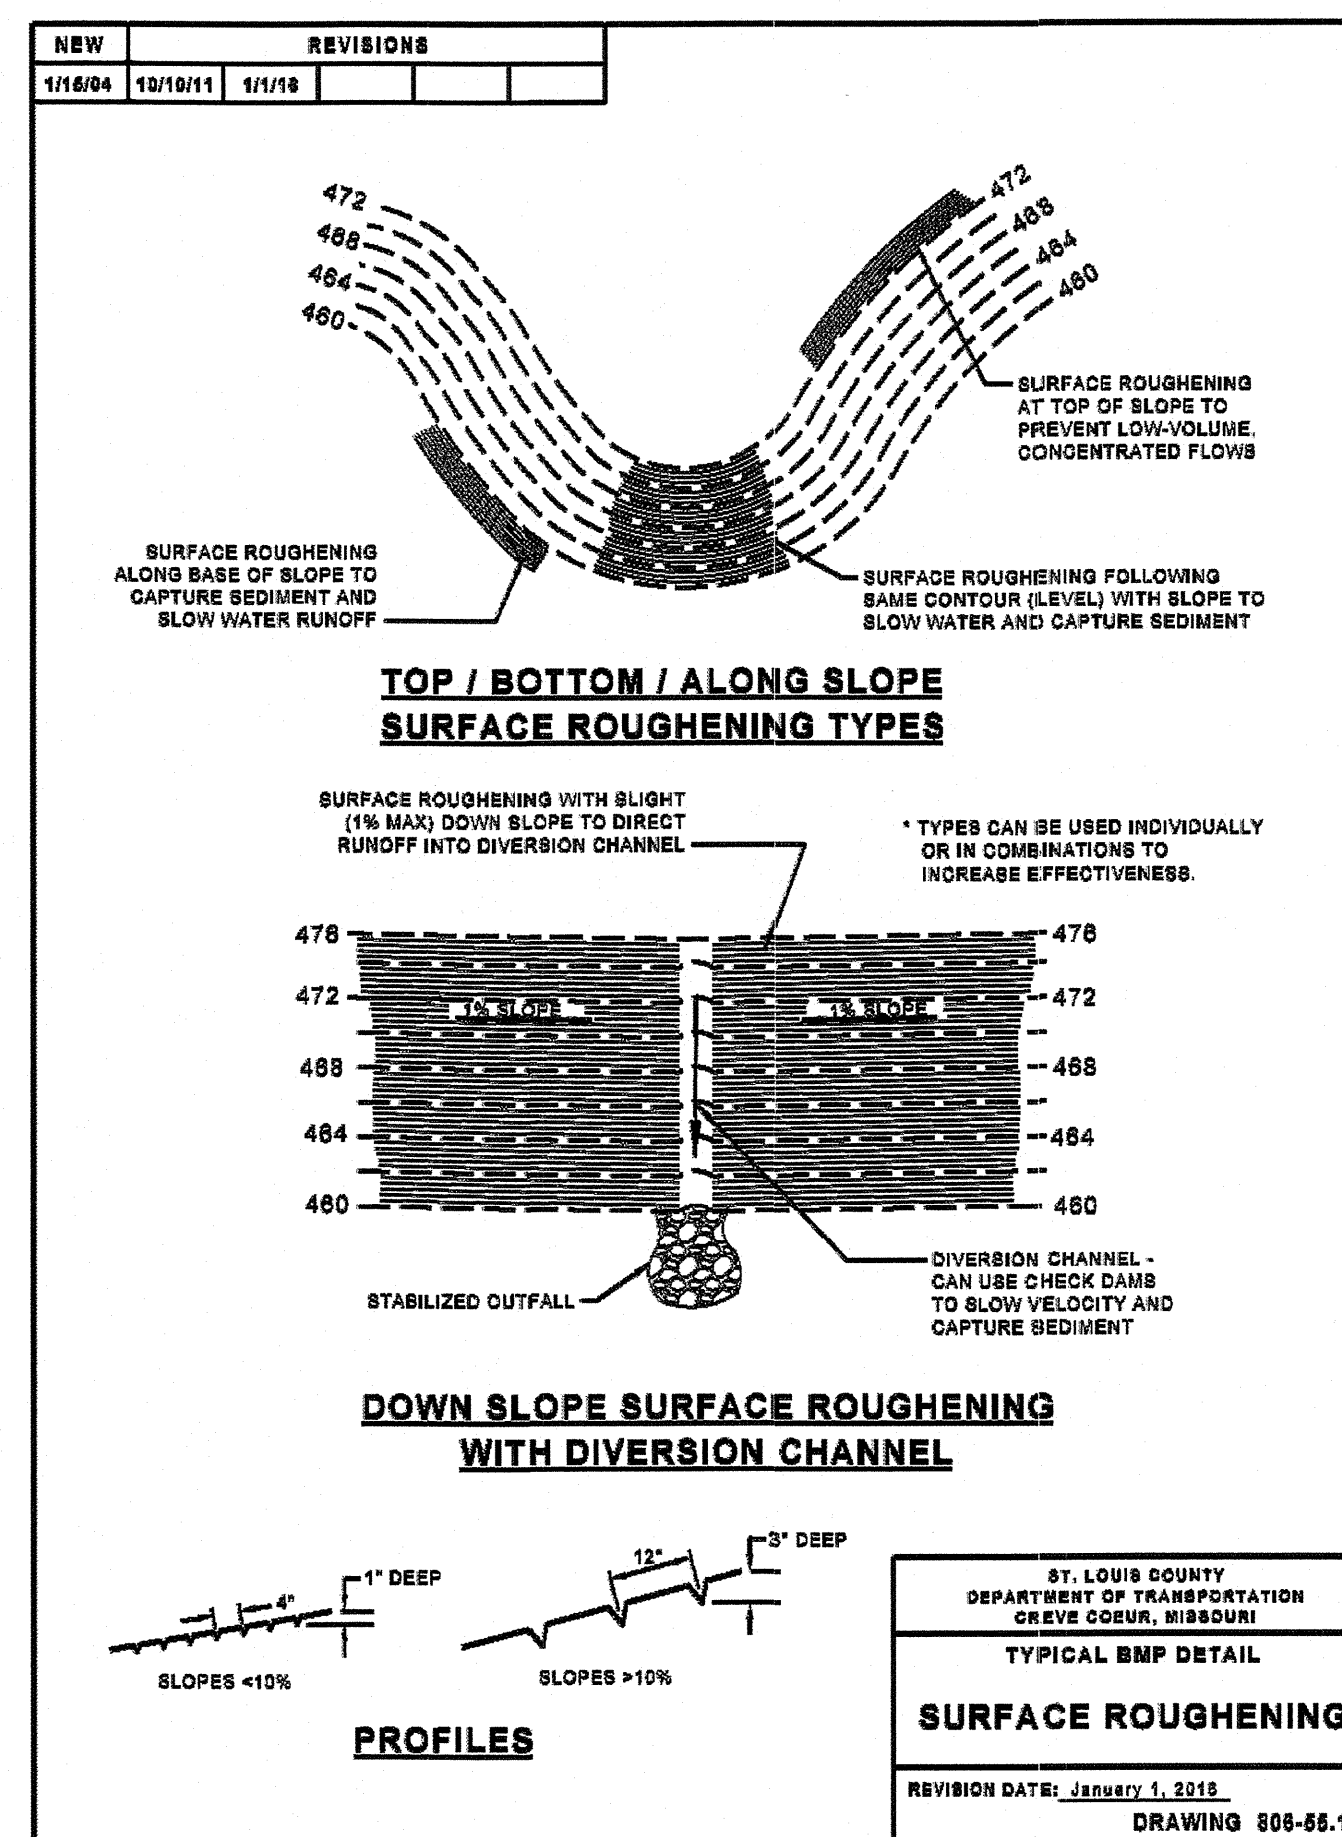 NEW REVISIONS
1/15/04 10/10/11 1/1/18
472
468
464
460
472
468
464
460
SURFACE ROUGHENING
AT TOP OF SLOPE TO
PREVENT LOW-VOLUME,
CONCENTRATED FLOWS
SURFACE ROUGHENING
ALONG BASE OF SLOPE TO
CAPTURE SEDIMENT AND
SLOW WATER RUNOFF
SURFACE ROUGHENING FOLLOWING
SAME CONTOUR (LEVEL) WITH SLOPE TO
SLOW WATER AND CAPTURE SEDIMENT
TOP / BOTTOM / ALONG SLOPE
SURFACE ROUGHENING TYPES
SURFACE ROUGHENING WITH SLIGHT
(1% MAX) DOWN SLOPE TO DIRECT
RUNOFF INTO DIVERSION CHANNEL
* TYPES CAN BE USED INDIVIDUALLY
OR IN COMBINATIONS TO
INCREASE EFFECTIVENESS.
476 476
472 472
1% SLOPE 1% SLOPE
468 468
464 464
460 460
STABILIZED OUTFALL
DIVERSION CHANNEL -
CAN USE CHECK DAMS
TO SLOW VELOCITY AND
CAPTURE SEDIMENT
DOWN SLOPE SURFACE ROUGHENING
WITH DIVERSION CHANNEL
4"
1" DEEP
SLOPES <10%
12"
3" DEEP
SLOPES >10%
PROFILES
ST. LOUIS COUNTY
DEPARTMENT OF TRANSPORTATION
CREVE COEUR, MISSOURI
TYPICAL BMP DETAIL
SURFACE ROUGHENING
REVISION DATE: January 1, 2018
DRAWING 806-55.1